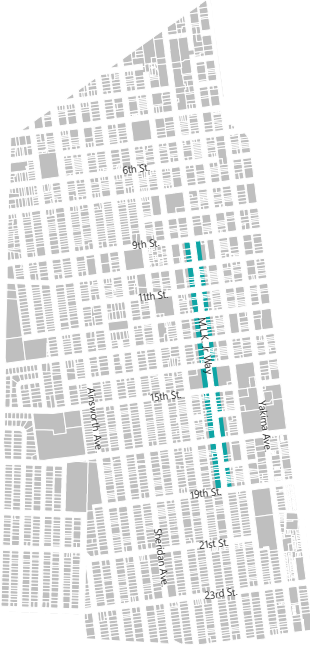 6th St.
9th St.
11th St.
M L K Jr Way
15th St.
Ainsworth Ave.
Yakima Ave.
19th St.
Sheridan Ave.
21st St.
23rd St.